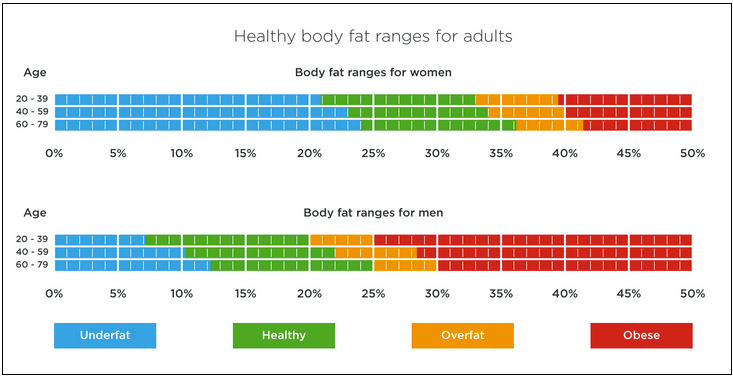 Healthy body fat ranges for adults
Age Body fat ranges for women
20 - 39
40 - 59
60 - 79
0% 5% 10% 15% 20% 25% 30% 35% 40% 45% 50%
Age Body fat ranges for men
20 - 39
40 - 59
60 - 79
0% 5% 10% 15% 20% 25% 30% 35% 40% 45% 50%
Underfat Healthy Overfat Obese